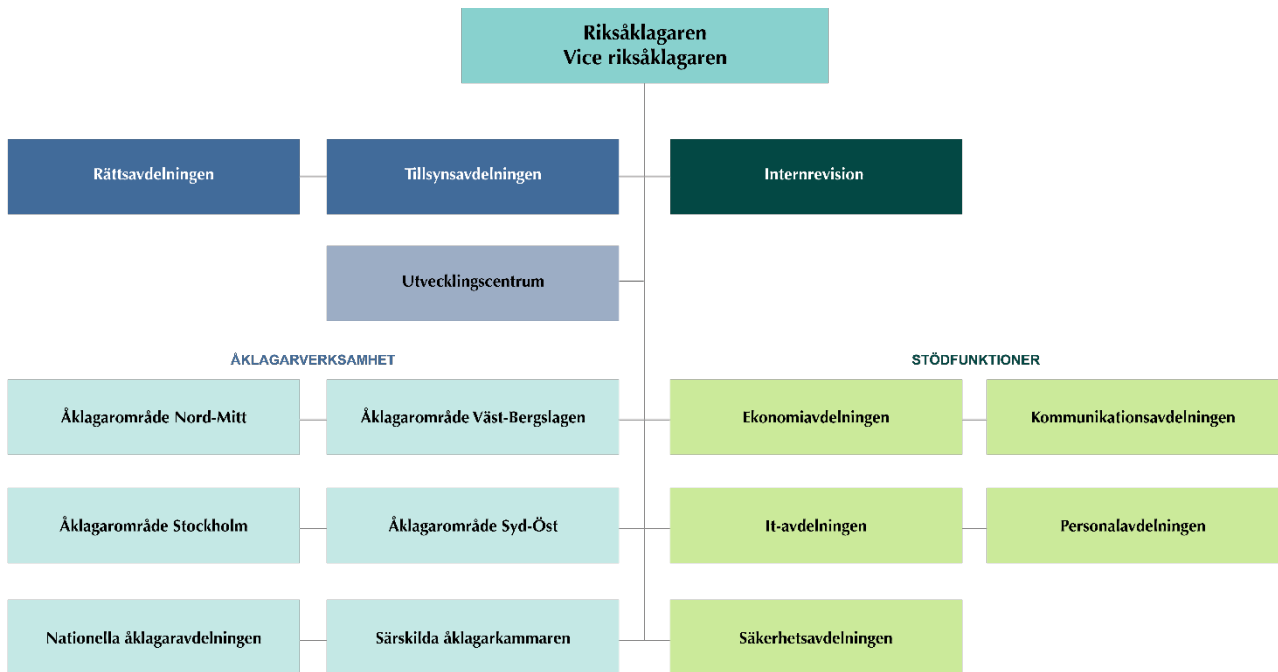 Riksåklagaren
Vice riksåklagaren
Rättsavdelningen
Tillsynsavdelningen
Internrevision
Utvecklingscentrum
ÅKLAGARVERKSAMHET
STÖDFUNKTIONER
Åklagarområde Nord-Mitt
Åklagarområde Väst-Bergslagen
Ekonomiavdelningen
Kommunikationsavdelningen
Åklagarområde Stockholm
Åklagarområde Syd-Öst
It-avdelningen
Personalavdelningen
Nationella åklagaravdelningen
Särskilda åklagarkammaren
Säkerhetsavdelningen